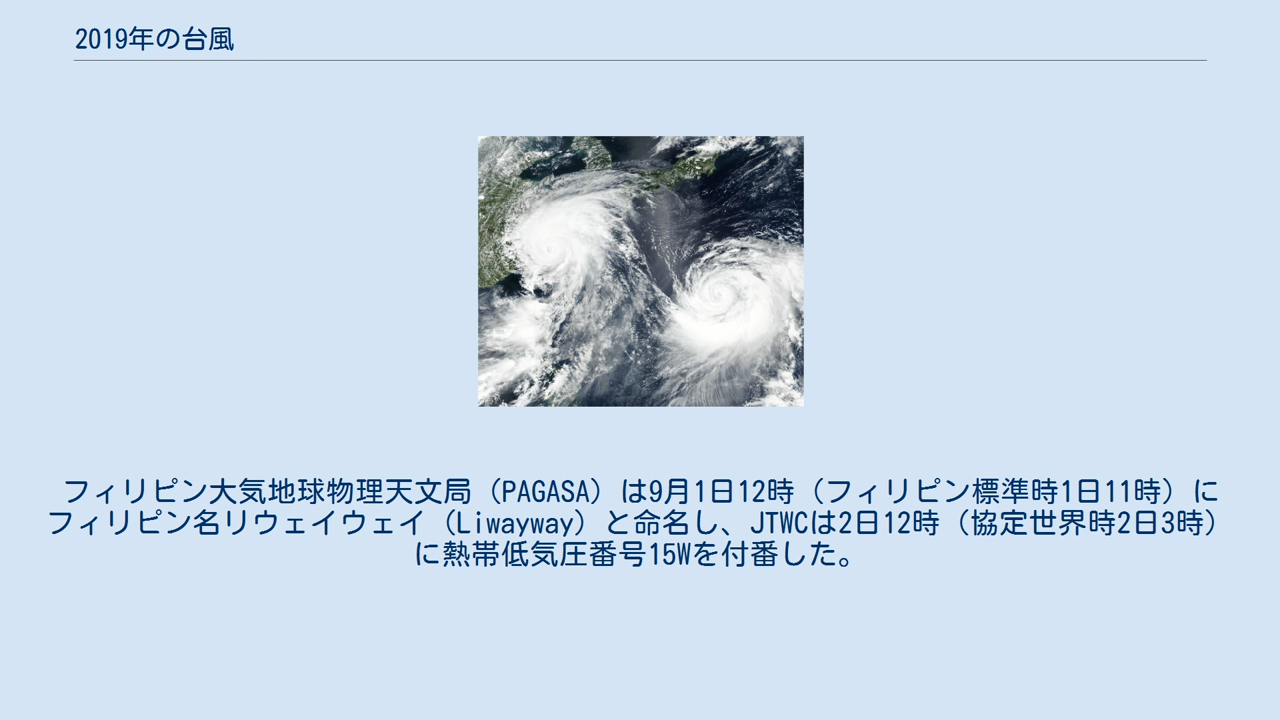 2019年の台風
フィリピン大気地球物理天文局（PAGASA）は9月1日12時（フィリピン標準時1日11時）に
フィリピン名リウェイウェイ（Liwayway）と命名し、JTWCは2日12時（協定世界時2日3時）
に熱帯低気圧番号15Wを付番した。